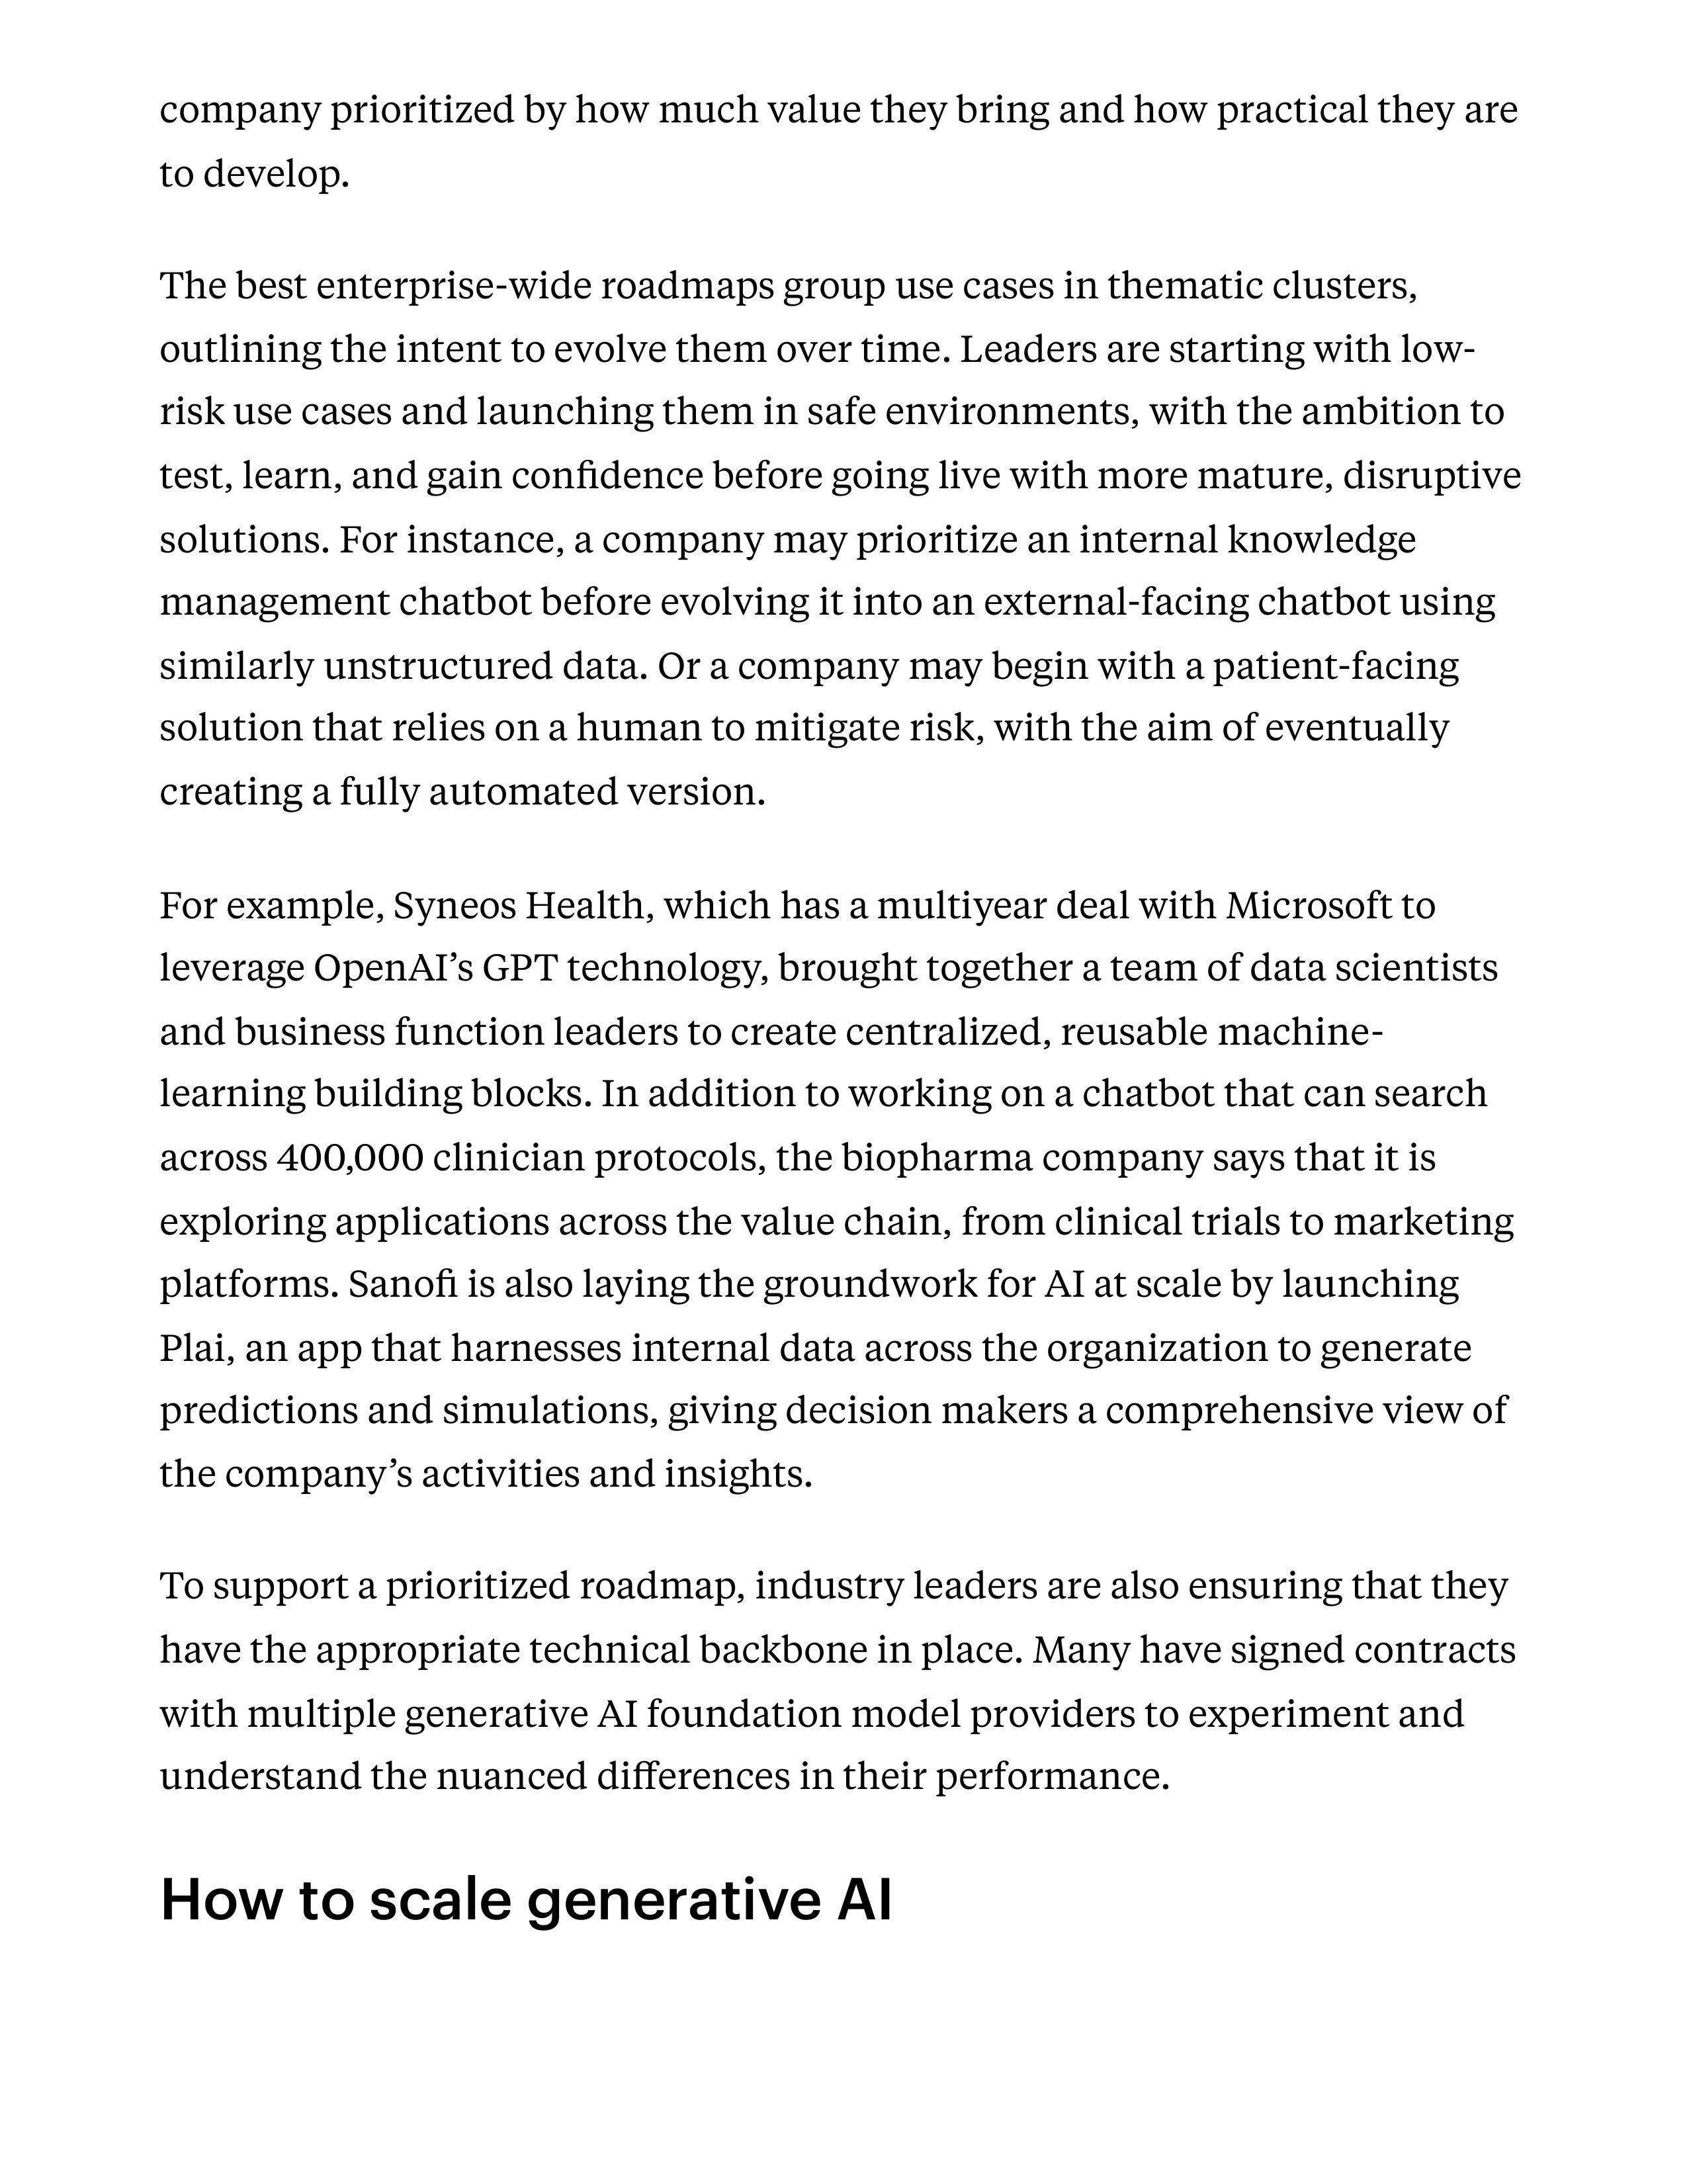 company prioritized by how much value they bring and how practical they are
to develop.
The best enterprise-wide roadmaps group use cases in thematic clusters,
outlining the intent to evolve them over time. Leaders are starting with low-
risk use cases and launching them in safe environments, with the ambition to
test, learn, and gain confidence before going live with more mature, disruptive
solutions. For instance, a company may prioritize an internal knowledge
management chatbot before evolving it into an external-facing chatbot using
similarly unstructured data. Or a company may begin with a patient-facing
solution that relies on a human to mitigate risk, with the aim of eventually
creating a fully automated version.
For example, Syneos Health, which has a multiyear deal with Microsoft to
leverage OpenAI’s GPT technology, brought together a team of data scientists
and business function leaders to create centralized, reusable machine-
learning building blocks. In addition to working on a chatbot that can search
across 400,000 clinician protocols, the biopharma company says that it is
exploring applications across the value chain, from clinical trials to marketing
platforms. Sanofi is also laying the groundwork for AI at scale by launching
Plai, an app that harnesses internal data across the organization to generate
predictions and simulations, giving decision makers a comprehensive view of
the company’s activities and insights.
To support a prioritized roadmap, industry leaders are also ensuring that they
have the appropriate technical backbone in place. Many have signed contracts
with multiple generative AI foundation model providers to experiment and
understand the nuanced differences in their performance.
How to scale generative AI